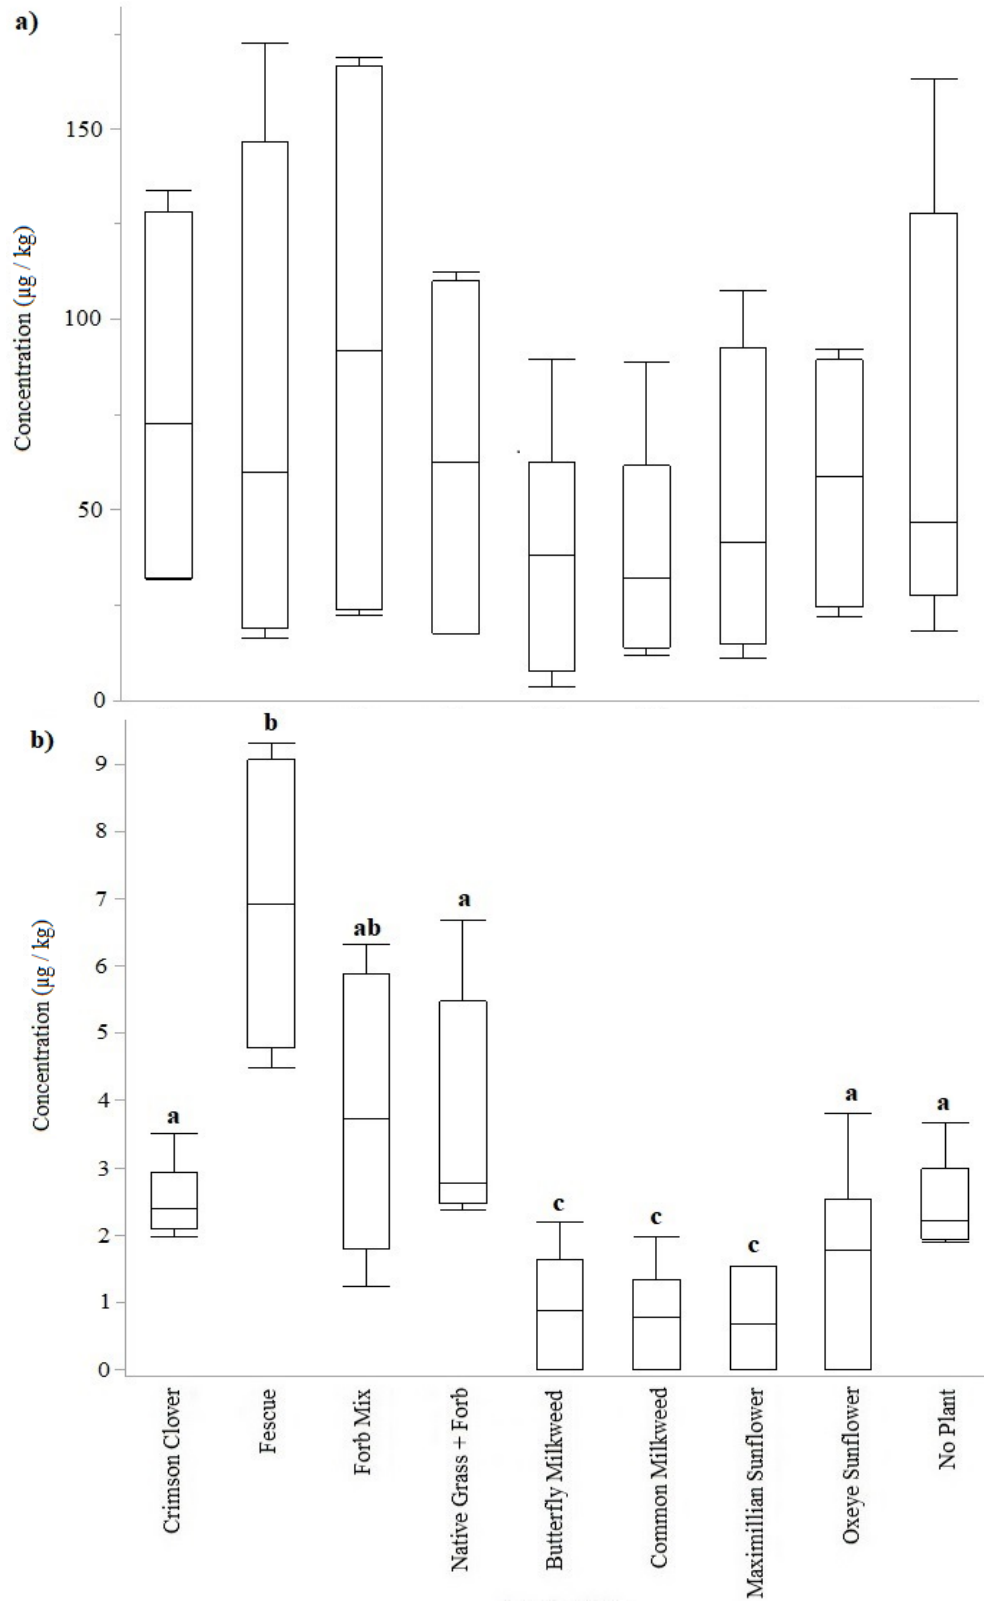 a)
150
100
50
0
Concentration (µg / kg)
b)
9
8
7
6
5
4
3
2
1
0
Concentration (µg / kg)
a
b
ab
a
c
c
c
a
a
Crimson Clover
Fescue
Forb Mix
Native Grass + Forb
Butterfly Milkweed
Common Milkweed
Maximillian Sunflower
Oxeye Sunflower
No Plant